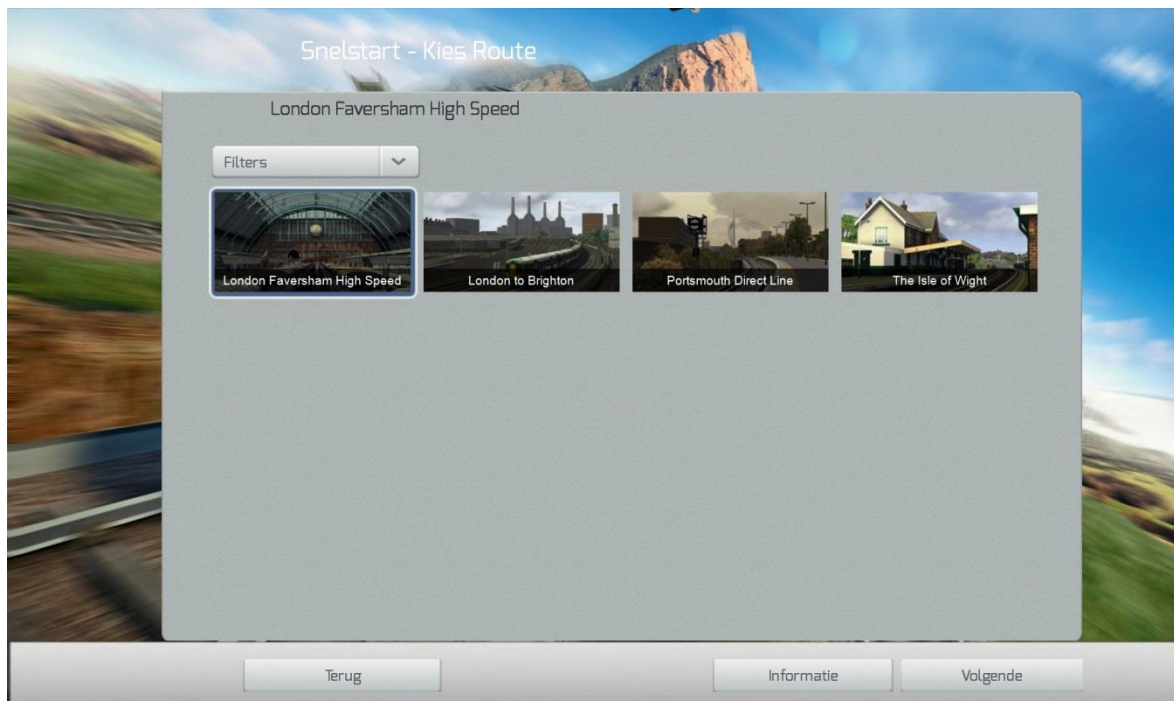 Snelstart - Kies Route
London Faversham High Speed
Filters
London Faversham High Speed
London to Brighton
Portsmouth Direct Line
The Isle of Wight
Terug
Informatie
Volgende